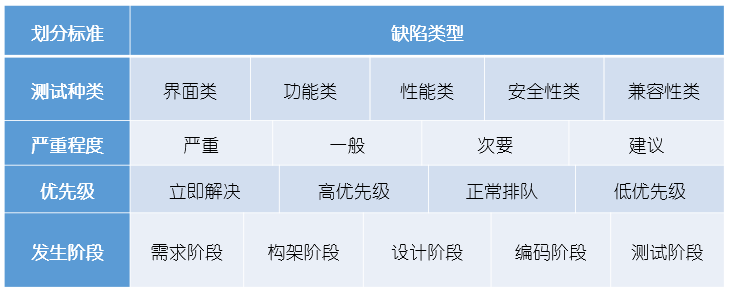 划分标准 缺陷类型
测试种类 界面类 功能类 性能类 安全性类 兼容性类
严重程度 严重 一般 次要 建议
优先级 立即解决 高优先级 正常排队 低优先级
发生阶段 需求阶段 构架阶段 设计阶段 编码阶段 测试阶段